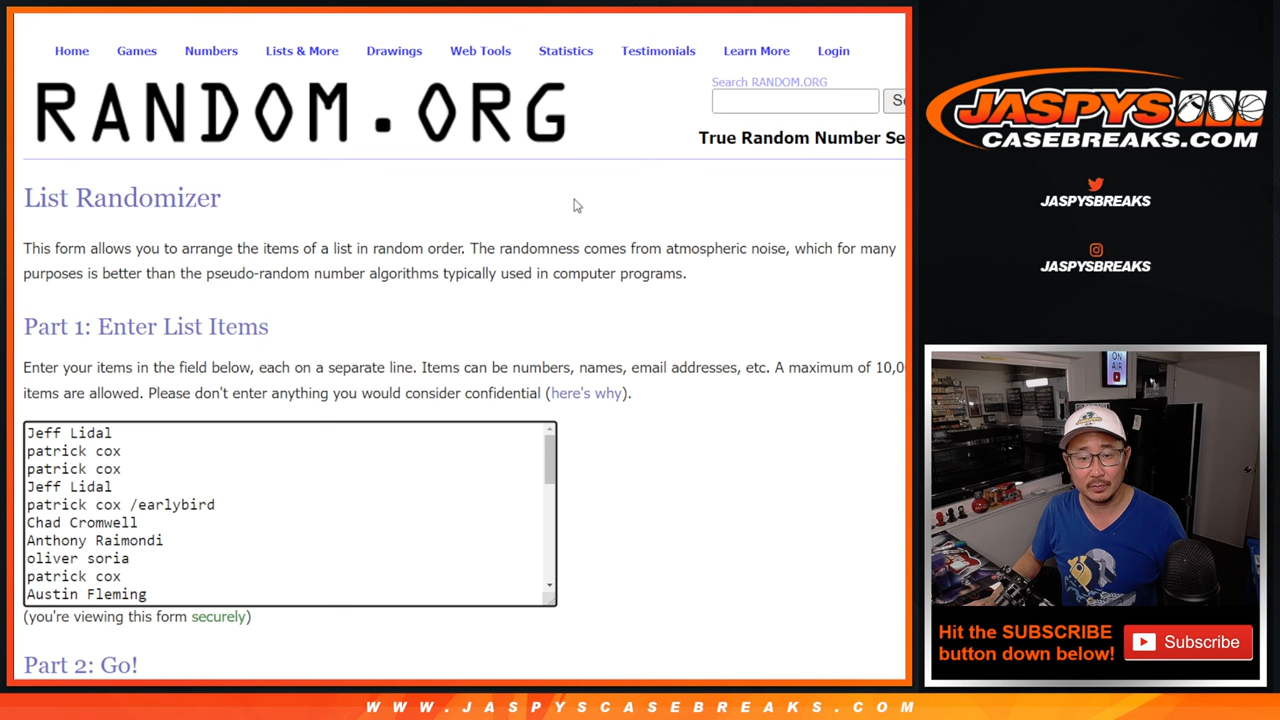 Home Games Numbers Lists & More Drawings Web Tools Statistics Testimonials Learn More Login
Search RANDOM.ORG
RANDOM.ORG
True Random Number Se
List Randomizer
This form allows you to arrange the items of a list in random order. The randomness comes from atmospheric noise, which for many
purposes is better than the pseudo-random number algorithms typically used in computer programs.
Part 1: Enter List Items
Enter your items in the field below, each on a separate line. Items can be numbers, names, email addresses, etc. A maximum of 10,0
items are allowed. Please don't enter anything you would consider confidential (here's why).
Jeff Lidal
patrick cox
patrick cox
Jeff Lidal
patrick cox /earlybird
Chad Cromwell
Anthony Raimondi
oliver soria
patrick cox
Austin Fleming
(you're viewing this form securely)
Part 2: Go!
JASPYS
CASEBREAKS.COM
JASPYSBREAKS
JASPYSBREAKS
ON
AIR
Hit the SUBSCRIBE
button down below!
Subscribe
WWW.JASPYSCASEBREAKS.COM